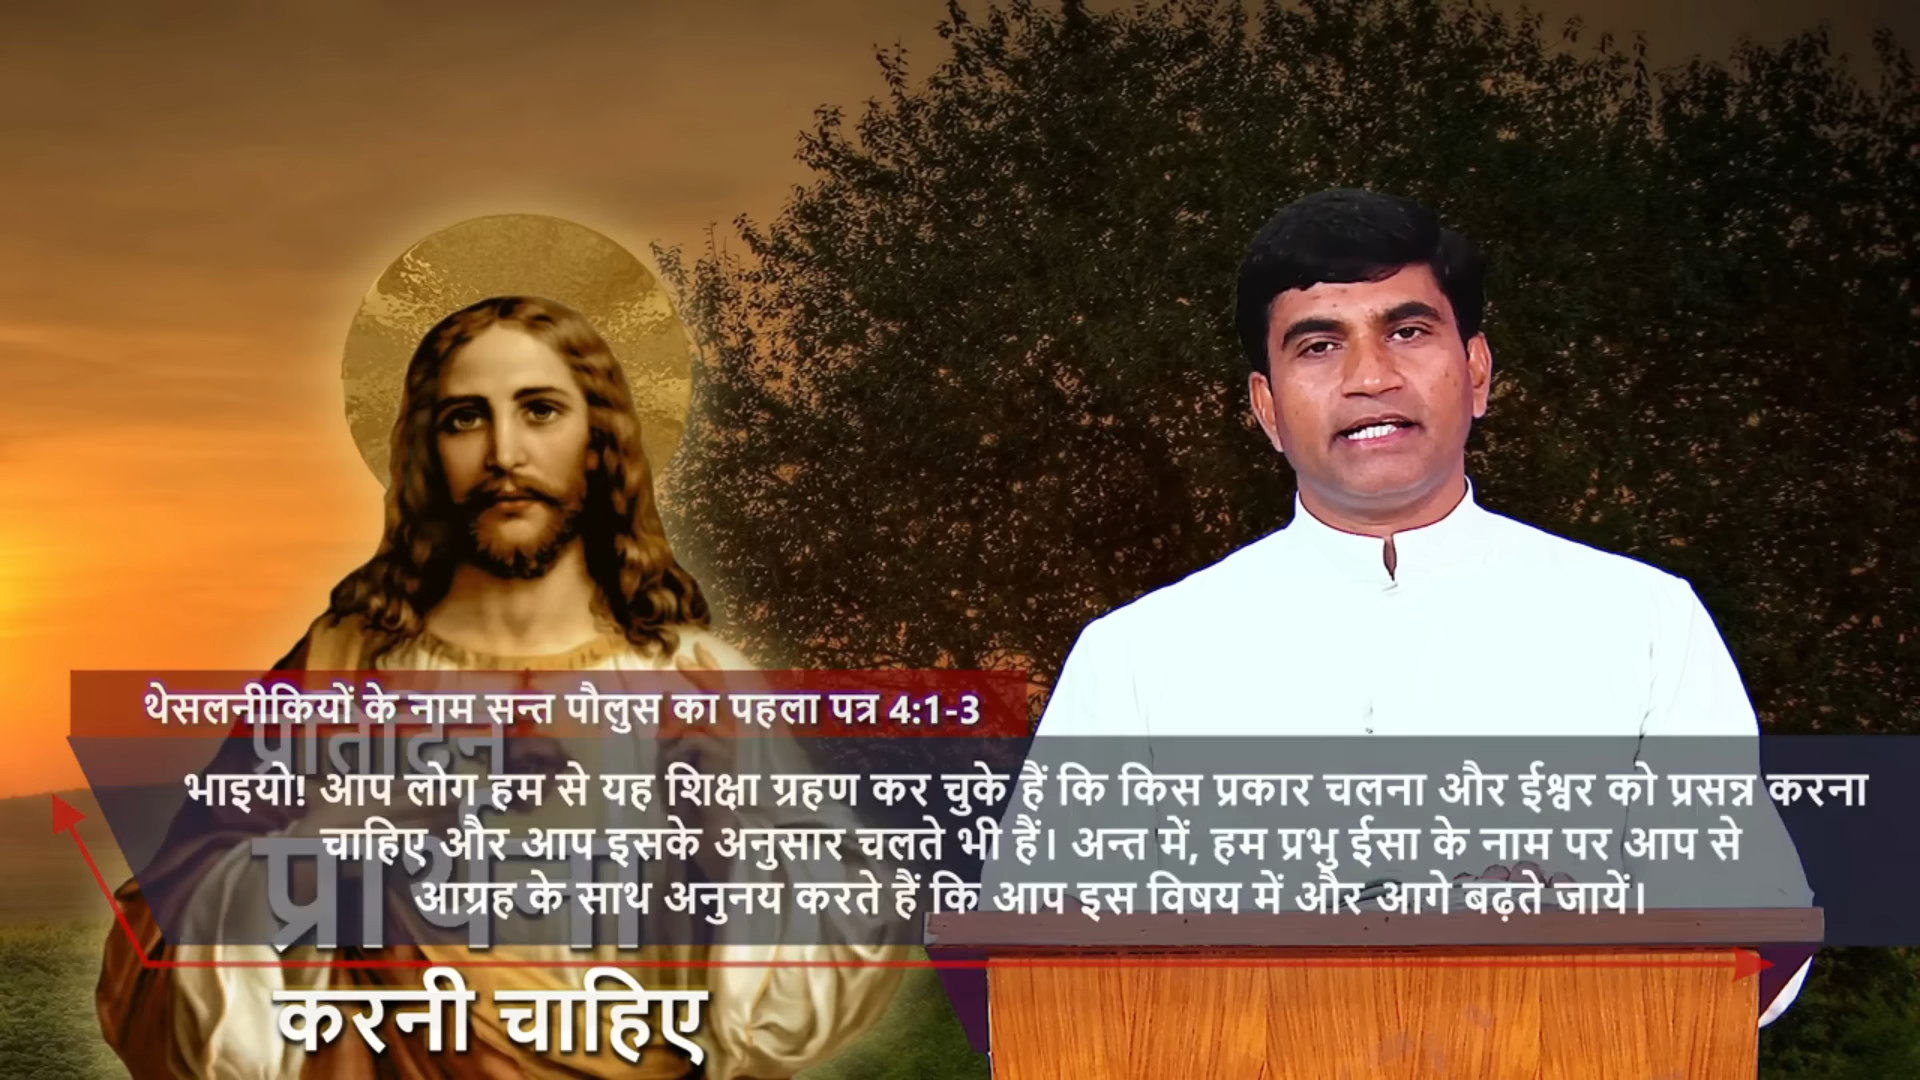 थेसलनीकियों के नाम सन्त पौलुस का पहला पत्र 4:1-3
भाइयो! आप लोग हम से यह शिक्षा ग्रहण कर चुके हैं कि किस प्रकार चलना और ईश्वर को प्रसन्न करना
चाहिए और आप इसके अनुसार चलते भी हैं। अन्त में, हम प्रभु ईसा के नाम पर आप से
आग्रह के साथ अनुनय करते हैं कि आप इस विषय में और आगे बढ़ते जायें।
प्रतिदिन
प्रार्थना
करनी चाहिए